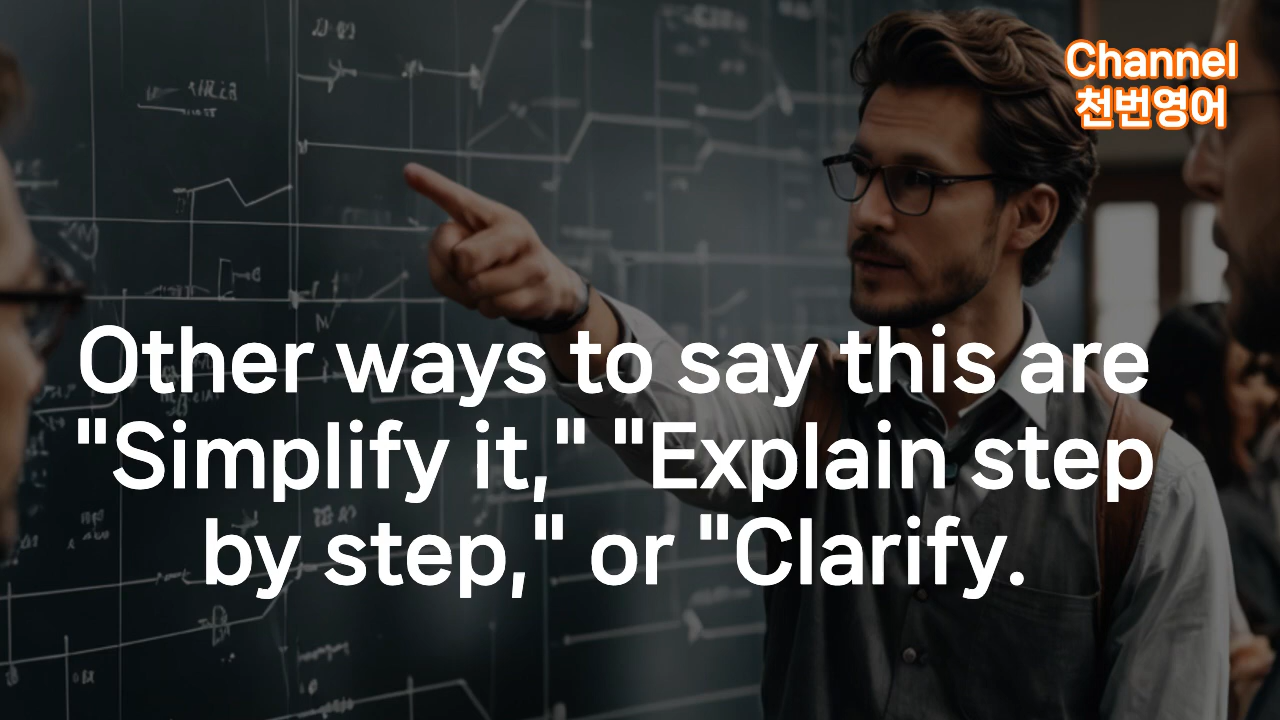 Channel
천번영어
Other ways to say this are
"Simplify it," "Explain step
by step," or "Clarify.